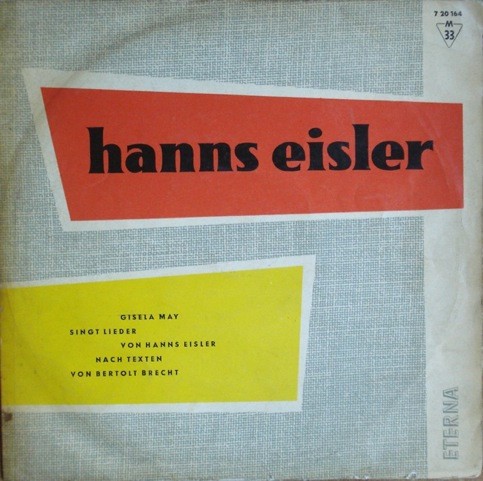 7 20 164
M
33
hanns eisler
GISELA MAY
SINGT LIEDER
VON HANNS EISLER
NACH TEXTEN
VON BERTOLT BRECHT
ETERNA